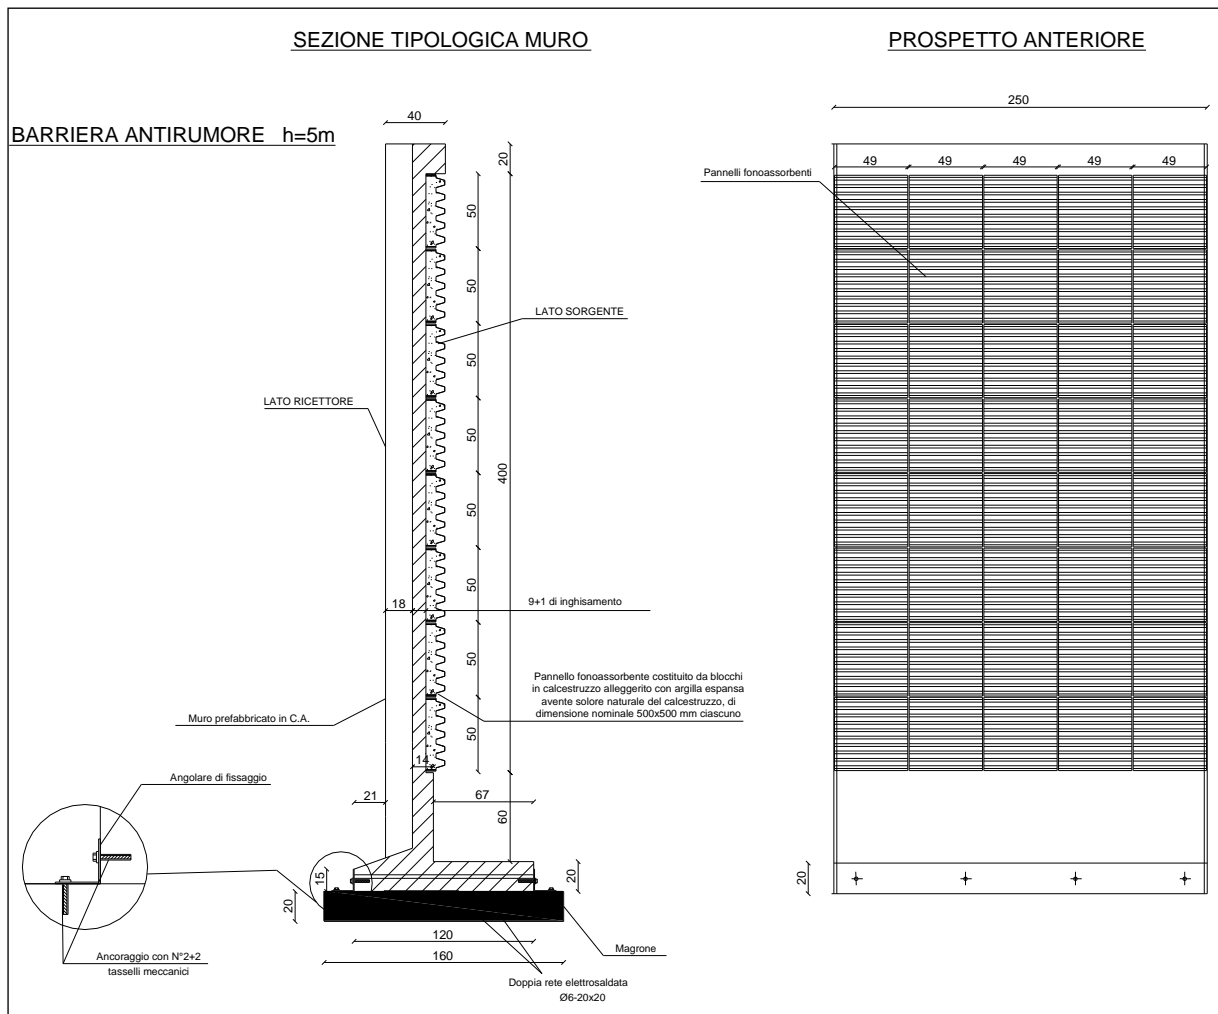 SEZIONE TIPOLOGICA MURO
PROSPETTO ANTERIORE
BARRIERA ANTIRUMORE h=5m
40
20
250
49
49
49
49
49
Pannelli fonoassorbenti
50
50
LATO SORGENTE
50
LATO RICETTORE
50
400
50
50
18
9+1 di inghisamento
50
Pannello fonoassorbente costituito da blocchi
in calcestruzzo alleggerito con argilla espansa
avente solore naturale del calcestruzzo, di
dimensione nominale 500x500 mm ciascuno
Muro prefabbricato in C.A.
50
14
Angolare di fissaggio
21
67
60
15
20
20
20
120
160
Magrone
Ancoraggio con N°2+2
tasselli meccanici
Doppia rete elettrosaldata
Ø6-20x20